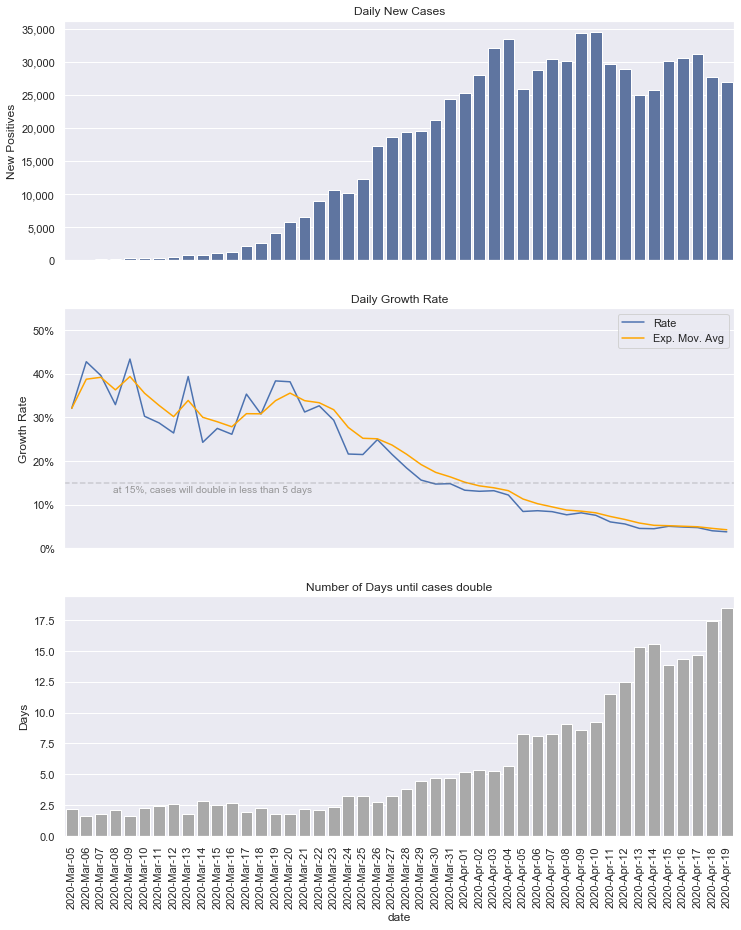 Daily New Cases
35,000
30,000
25,000
20,000
15,000
10,000
5,000
0
New Positives
Daily Growth Rate
50%
40%
30%
20%
10%
0%
Growth Rate
Rate
Exp. Mov. Avg
at 15%, cases will double in less than 5 days
Number of Days until cases double
17.5
15.0
12.5
10.0
7.5
5.0
2.5
0.0
Days
2020-Mar-05
2020-Mar-06
2020-Mar-07
2020-Mar-08
2020-Mar-09
2020-Mar-10
2020-Mar-11
2020-Mar-12
2020-Mar-13
2020-Mar-14
2020-Mar-15
2020-Mar-16
2020-Mar-17
2020-Mar-18
2020-Mar-19
2020-Mar-20
2020-Mar-21
2020-Mar-22
2020-Mar-23
2020-Mar-24
2020-Mar-25
2020-Mar-26
2020-Mar-27
2020-Mar-28
2020-Mar-29
2020-Mar-30
2020-Mar-31
2020-Apr-01
2020-Apr-02
2020-Apr-03
2020-Apr-04
2020-Apr-05
2020-Apr-06
2020-Apr-07
2020-Apr-08
2020-Apr-09
2020-Apr-10
2020-Apr-11
2020-Apr-12
2020-Apr-13
2020-Apr-14
2020-Apr-15
2020-Apr-16
2020-Apr-17
2020-Apr-18
2020-Apr-19
date